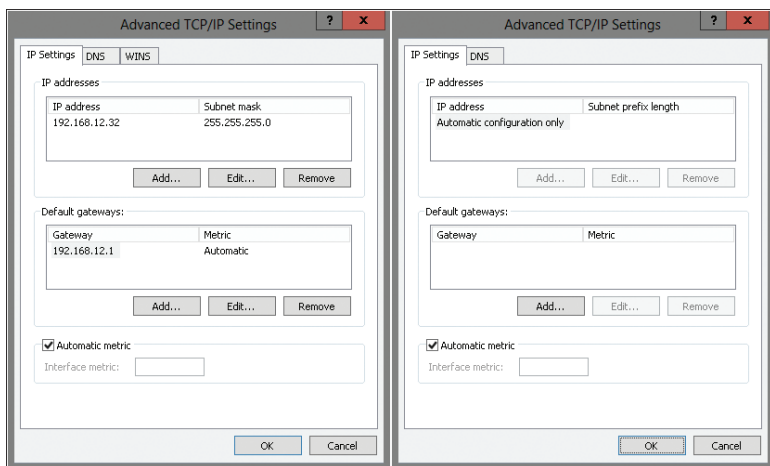 Advanced TCP/IP Settings
?
x
IP Settings DNS WINS
IP addresses
IP address Subnet mask
192.168.12.32 255.255.255.0
Add... Edit... Remove
Default gateways:
Gateway Metric
192.168.12.1 Automatic
Add... Edit... Remove
Automatic metric
Interface metric:
OK Cancel
Advanced TCP/IP Settings
?
x
IP Settings DNS
IP addresses
IP address Subnet prefix length
Automatic configuration only
Add... Edit... Remove
Default gateways:
Gateway Metric
Add... Edit... Remove
Automatic metric
Interface metric:
OK Cancel